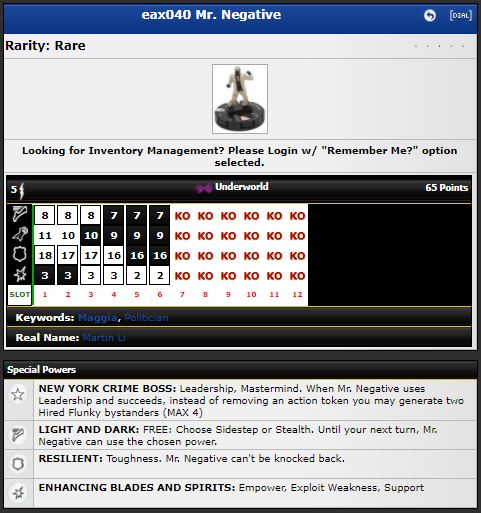 eax040 Mr. Negative
[DIAL]
Rarity: Rare
. . . . .
Looking for Inventory Management? Please Login w/ "Remember Me?" option
selected.
5 Underworld 65 Points
8 8 8 7 7 7 KO KO KO KO KO KO
11 10 10 9 9 9 KO KO KO KO KO KO
18 17 17 16 16 16 KO KO KO KO KO KO
3 3 3 3 2 2 KO KO KO KO KO KO
SLOT 1 2 3 4 5 6 7 8 9 10 11 12
Keywords: Maggia, Politician
Real Name: Martin Li
Special Powers
NEW YORK CRIME BOSS: Leadership, Mastermind. When Mr. Negative uses
Leadership and succeeds, instead of removing an action token you may generate two
Hired Flunky bystanders (MAX 4)
LIGHT AND DARK: FREE: Choose Sidestep or Stealth. Until your next turn, Mr.
Negative can use the chosen power.
RESILIENT: Toughness. Mr. Negative can't be knocked back.
ENHANCING BLADES AND SPIRITS: Empower, Exploit Weakness, Support